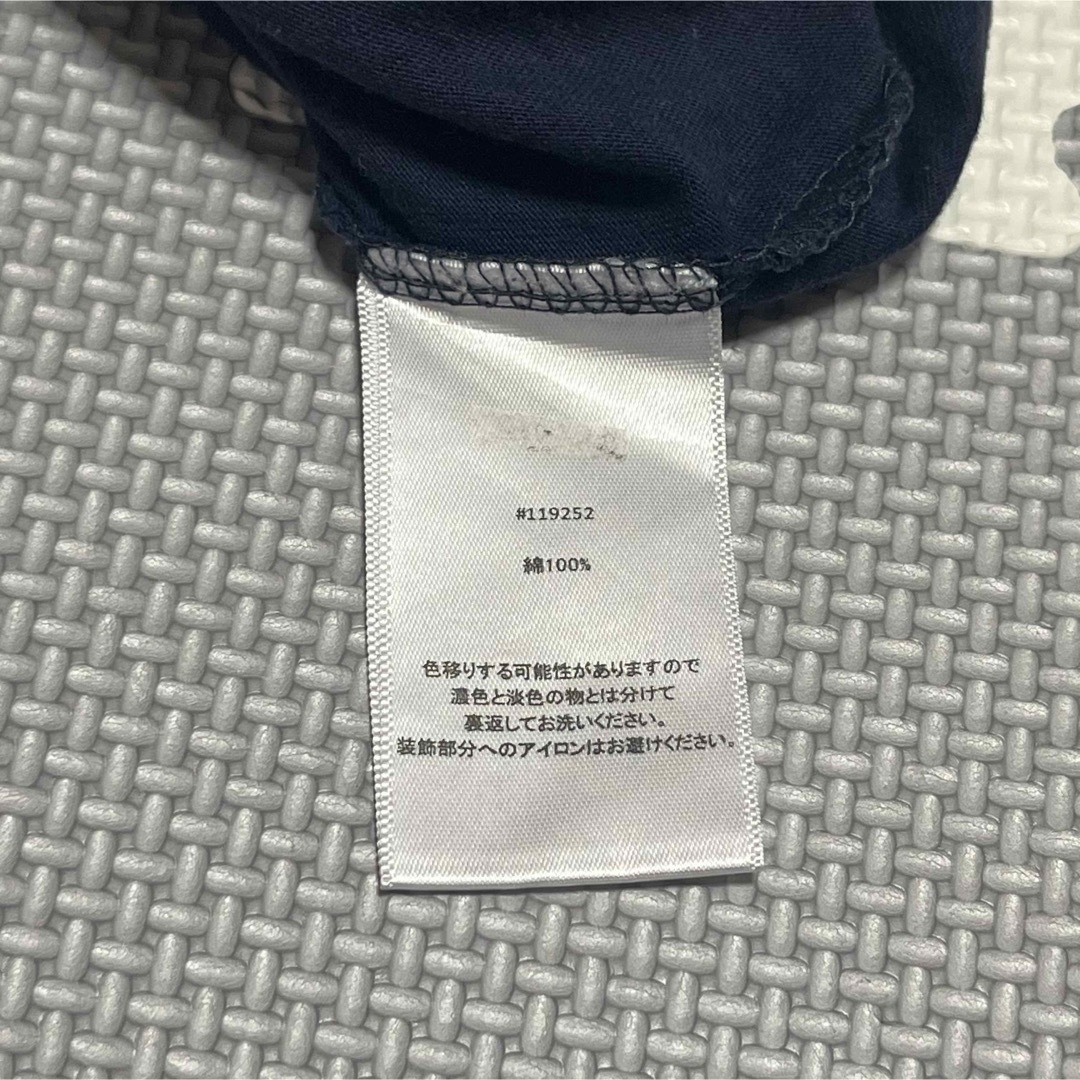 #119252
綿100%
色移りする可能性がありますので
濃色と淡色の物とは分けて
裏返してお洗いください。
装飾部分へのアイロンはお避けください。